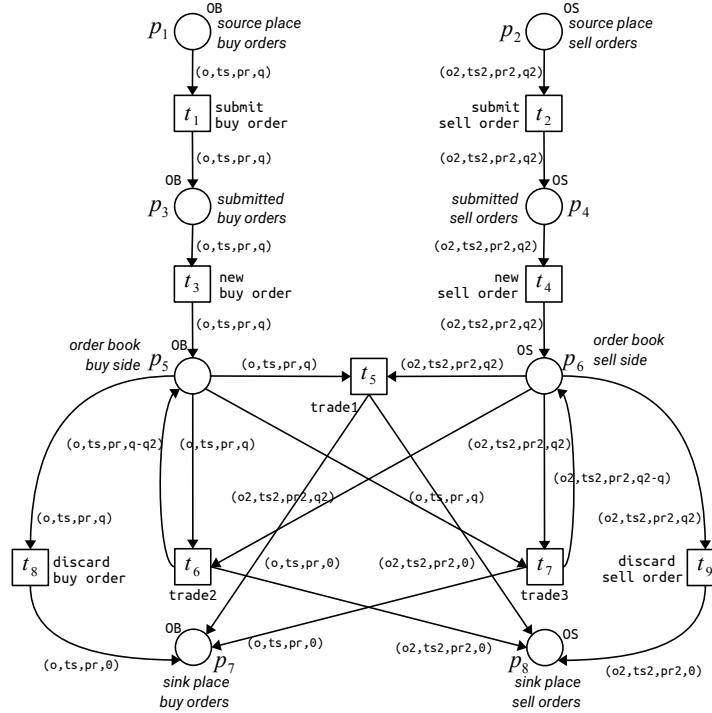 OB
p1
source place
buy orders
OS
p2
source place
sell orders
(o,ts,pr,q)
(o2,ts2,pr2,q2)
t1
submit
buy order
submit
sell order
t2
(o,ts,pr,q)
(o2,ts2,pr2,q2)
OB
p3
submitted
buy orders
OS
submitted
sell orders
p4
(o,ts,pr,q)
(o2,ts2,pr2,q2)
t3
new
buy order
new
sell order
t4
(o,ts,pr,q)
(o2,ts2,pr2,q2)
order book
buy side
OB
p5
OS
p6
order book
sell side
(o,ts,pr,q)
t5
(o2,ts2,pr2,q2)
trade1
(o,ts,pr,q-q2)
(o,ts,pr,q)
(o2,ts2,pr2,q2)
(o2,ts2,pr2,q2-q)
(o,ts,pr,q)
(o2,ts2,pr2,q2)
(o,ts,pr,q)
(o2,ts2,pr2,q2)
t8
discard
buy order
t6
trade2
(o,ts,pr,0)
(o2,ts2,pr2,0)
t7
trade3
discard
sell order
t9
OB
p7
sink place
buy orders
OS
p8
sink place
sell orders
(o,ts,pr,0)
(o,ts,pr,0)
(o2,ts2,pr2,0)
(o2,ts2,pr2,0)